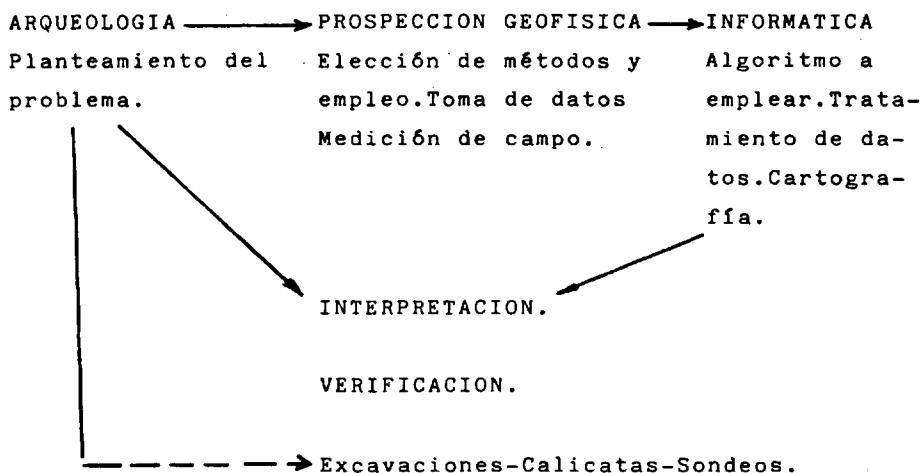 ARQUEOLOGIA PROSPECCION GEOFISICA INFORMATICA
Planteamiento del Elección de métodos y Algoritmo a
problema. empleo.Toma de datos emplear.Trata-
Medición de campo. miento de da-
tos.Cartogra-
fía.
INTERPRETACION.
VERIFICACION.
Excavaciones-Calicatas-Sondeos.